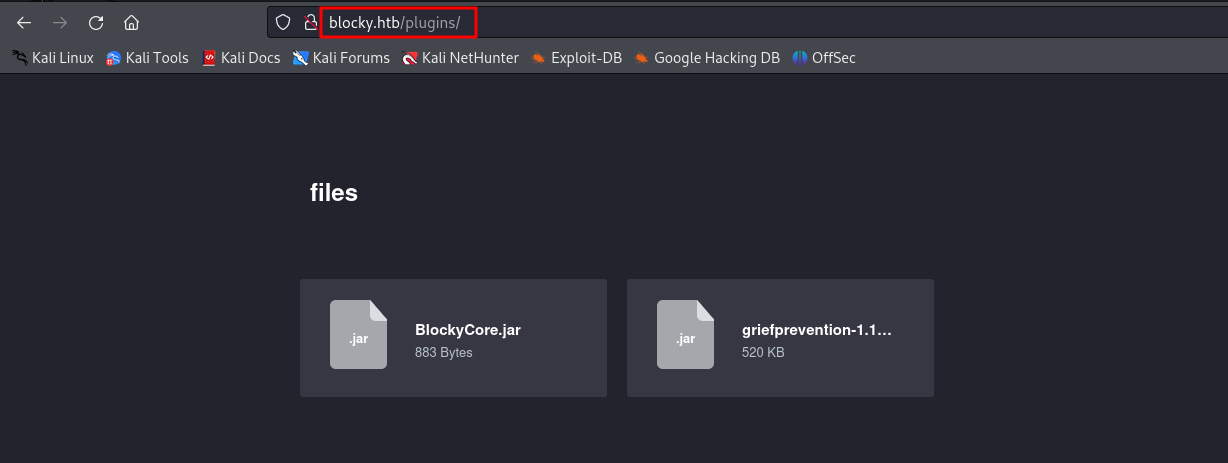 blocky.htb/plugins/
Kali Linux Kali Tools Kali Docs Kali Forums Kali NetHunter Exploit-DB Google Hacking DB OffSec
files
.jar
BlockyCore.jar
883 Bytes
.jar
griefprevention-1.1...
520 KB